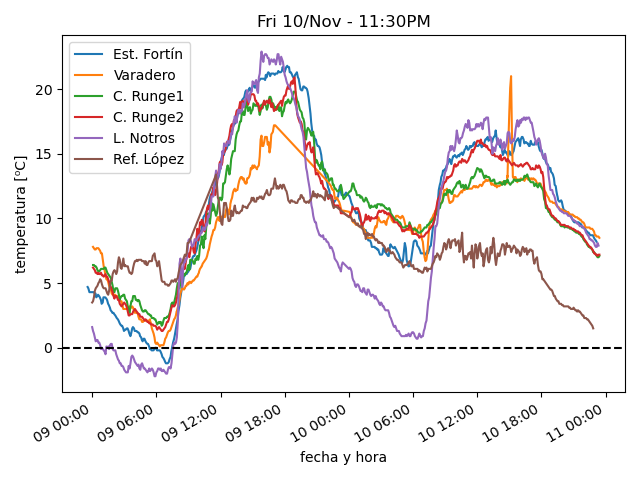 Fri 10/Nov - 11:30PM
Est. Fortín
Varadero
C. Runge1
C. Runge2
L. Notros
Ref. López
temperatura [ºC]
20
15
10
5
0
09 00:00
09 06:00
09 12:00
09 18:00
10 00:00
10 06:00
10 12:00
10 18:00
11 00:00
fecha y hora